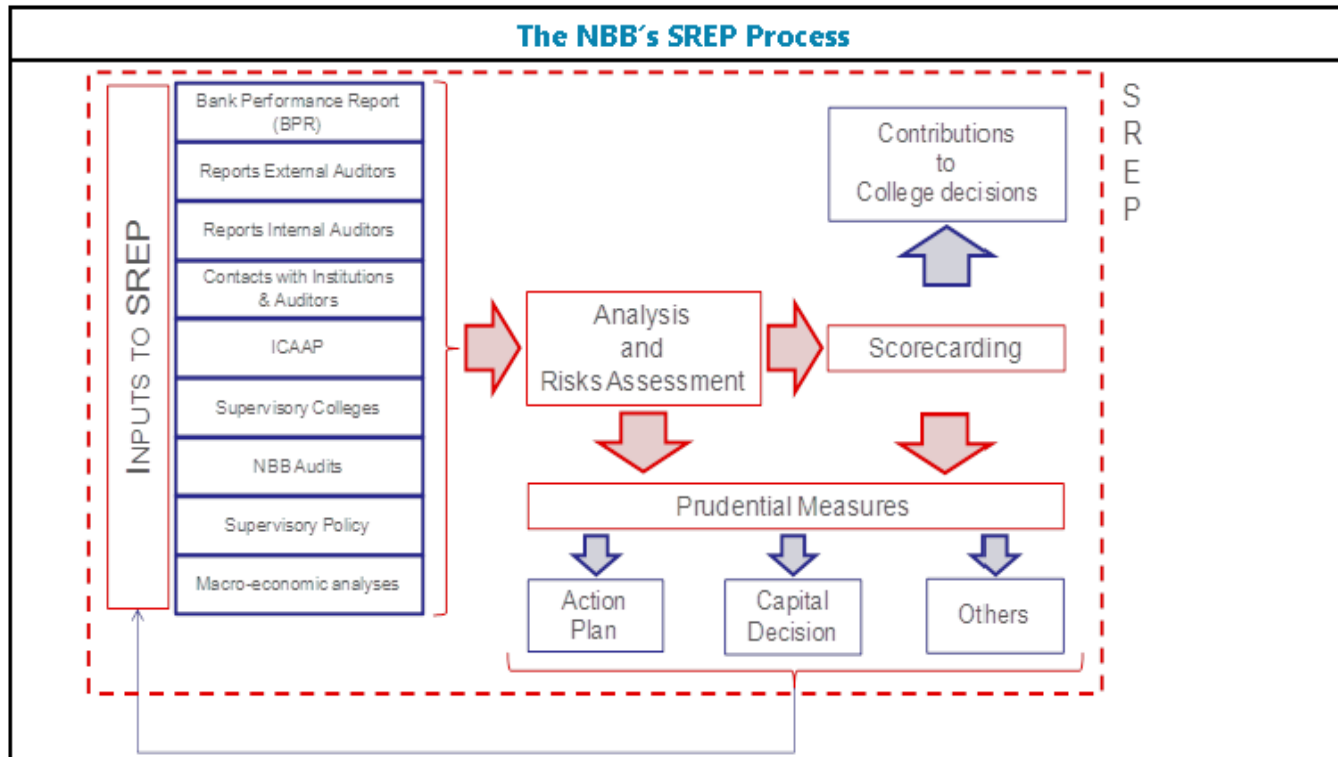 The NBB´s SREP Process
INPUTS TO SREP
Bank Performance Report
(BPR)
Reports External Auditors
Reports Internal Auditors
Contacts with Institutions
& Auditors
ICAAP
Supervisory Colleges
NBB Audits
Supervisory Policy
Macro-economic analyses
Analysis
and
Risks Assessment
Contributions
to
College decisions
Scorecarding
Prudential Measures
Action
Plan
Capital
Decision
Others
S
R
E
P